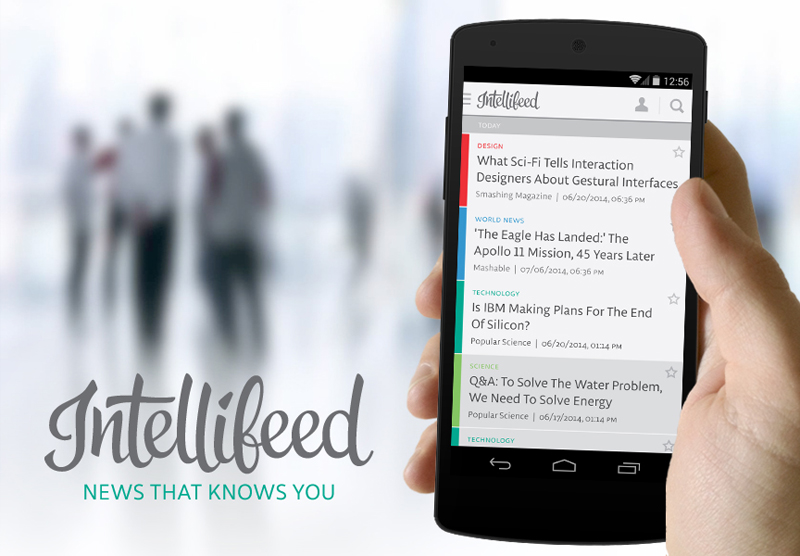 12:56
Intellifeed
TODAY
DESIGN
What Sci-Fi Tells Interaction
Designers About Gestural Interfaces
Smashing Magazine | 06/20/2014, 06:36 PM
WORLD NEWS
'The Eagle Has Landed:' The
Apollo 11 Mission, 45 Years Later
Mashable | 07/06/2014, 06:36 PM
TECHNOLOGY
Is IBM Making Plans For The End
Of Silicon?
Popular Science | 06/20/2014, 01:14 PM
SCIENCE
Q&A: To Solve The Water Problem,
We Need To Solve Energy
Popular Science | 06/17/2014, 01:14 PM
TECHNOLOGY
Intellifeed
NEWS THAT KNOWS YOU